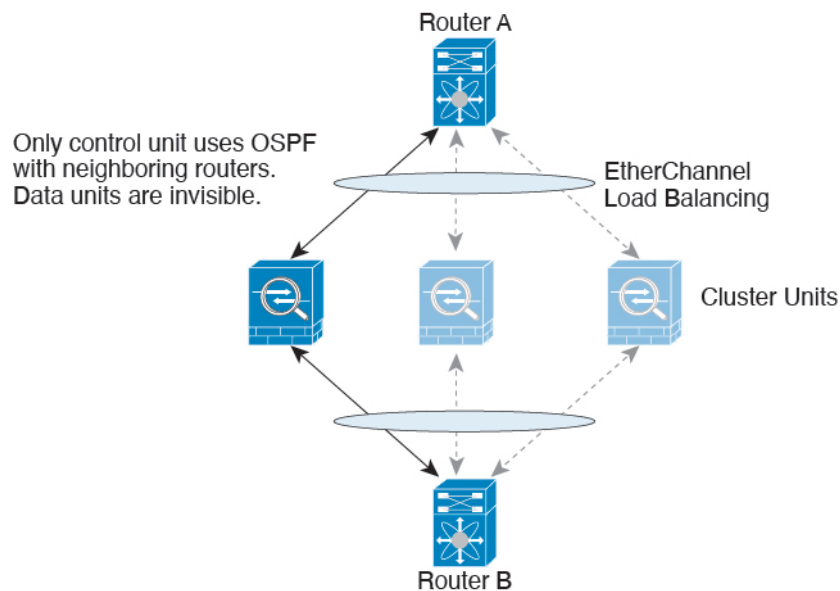 Router A
Only control unit uses OSPF
with neighboring routers.
Data units are invisible.
EtherChannel
Load Balancing
Cluster Units
Router B